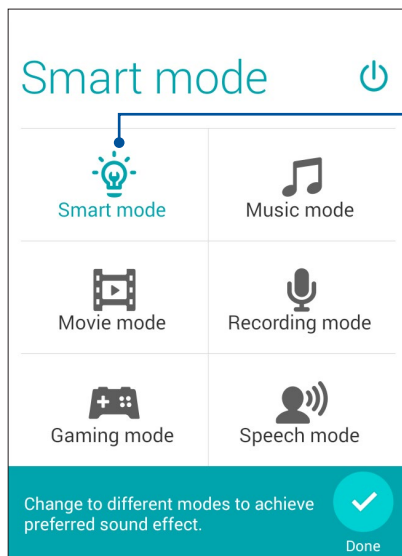 Smart mode
Smart mode
Music mode
Movie mode
Recording mode
Gaming mode
Speech mode
Change to different modes to achieve
preferred sound effect.
Done